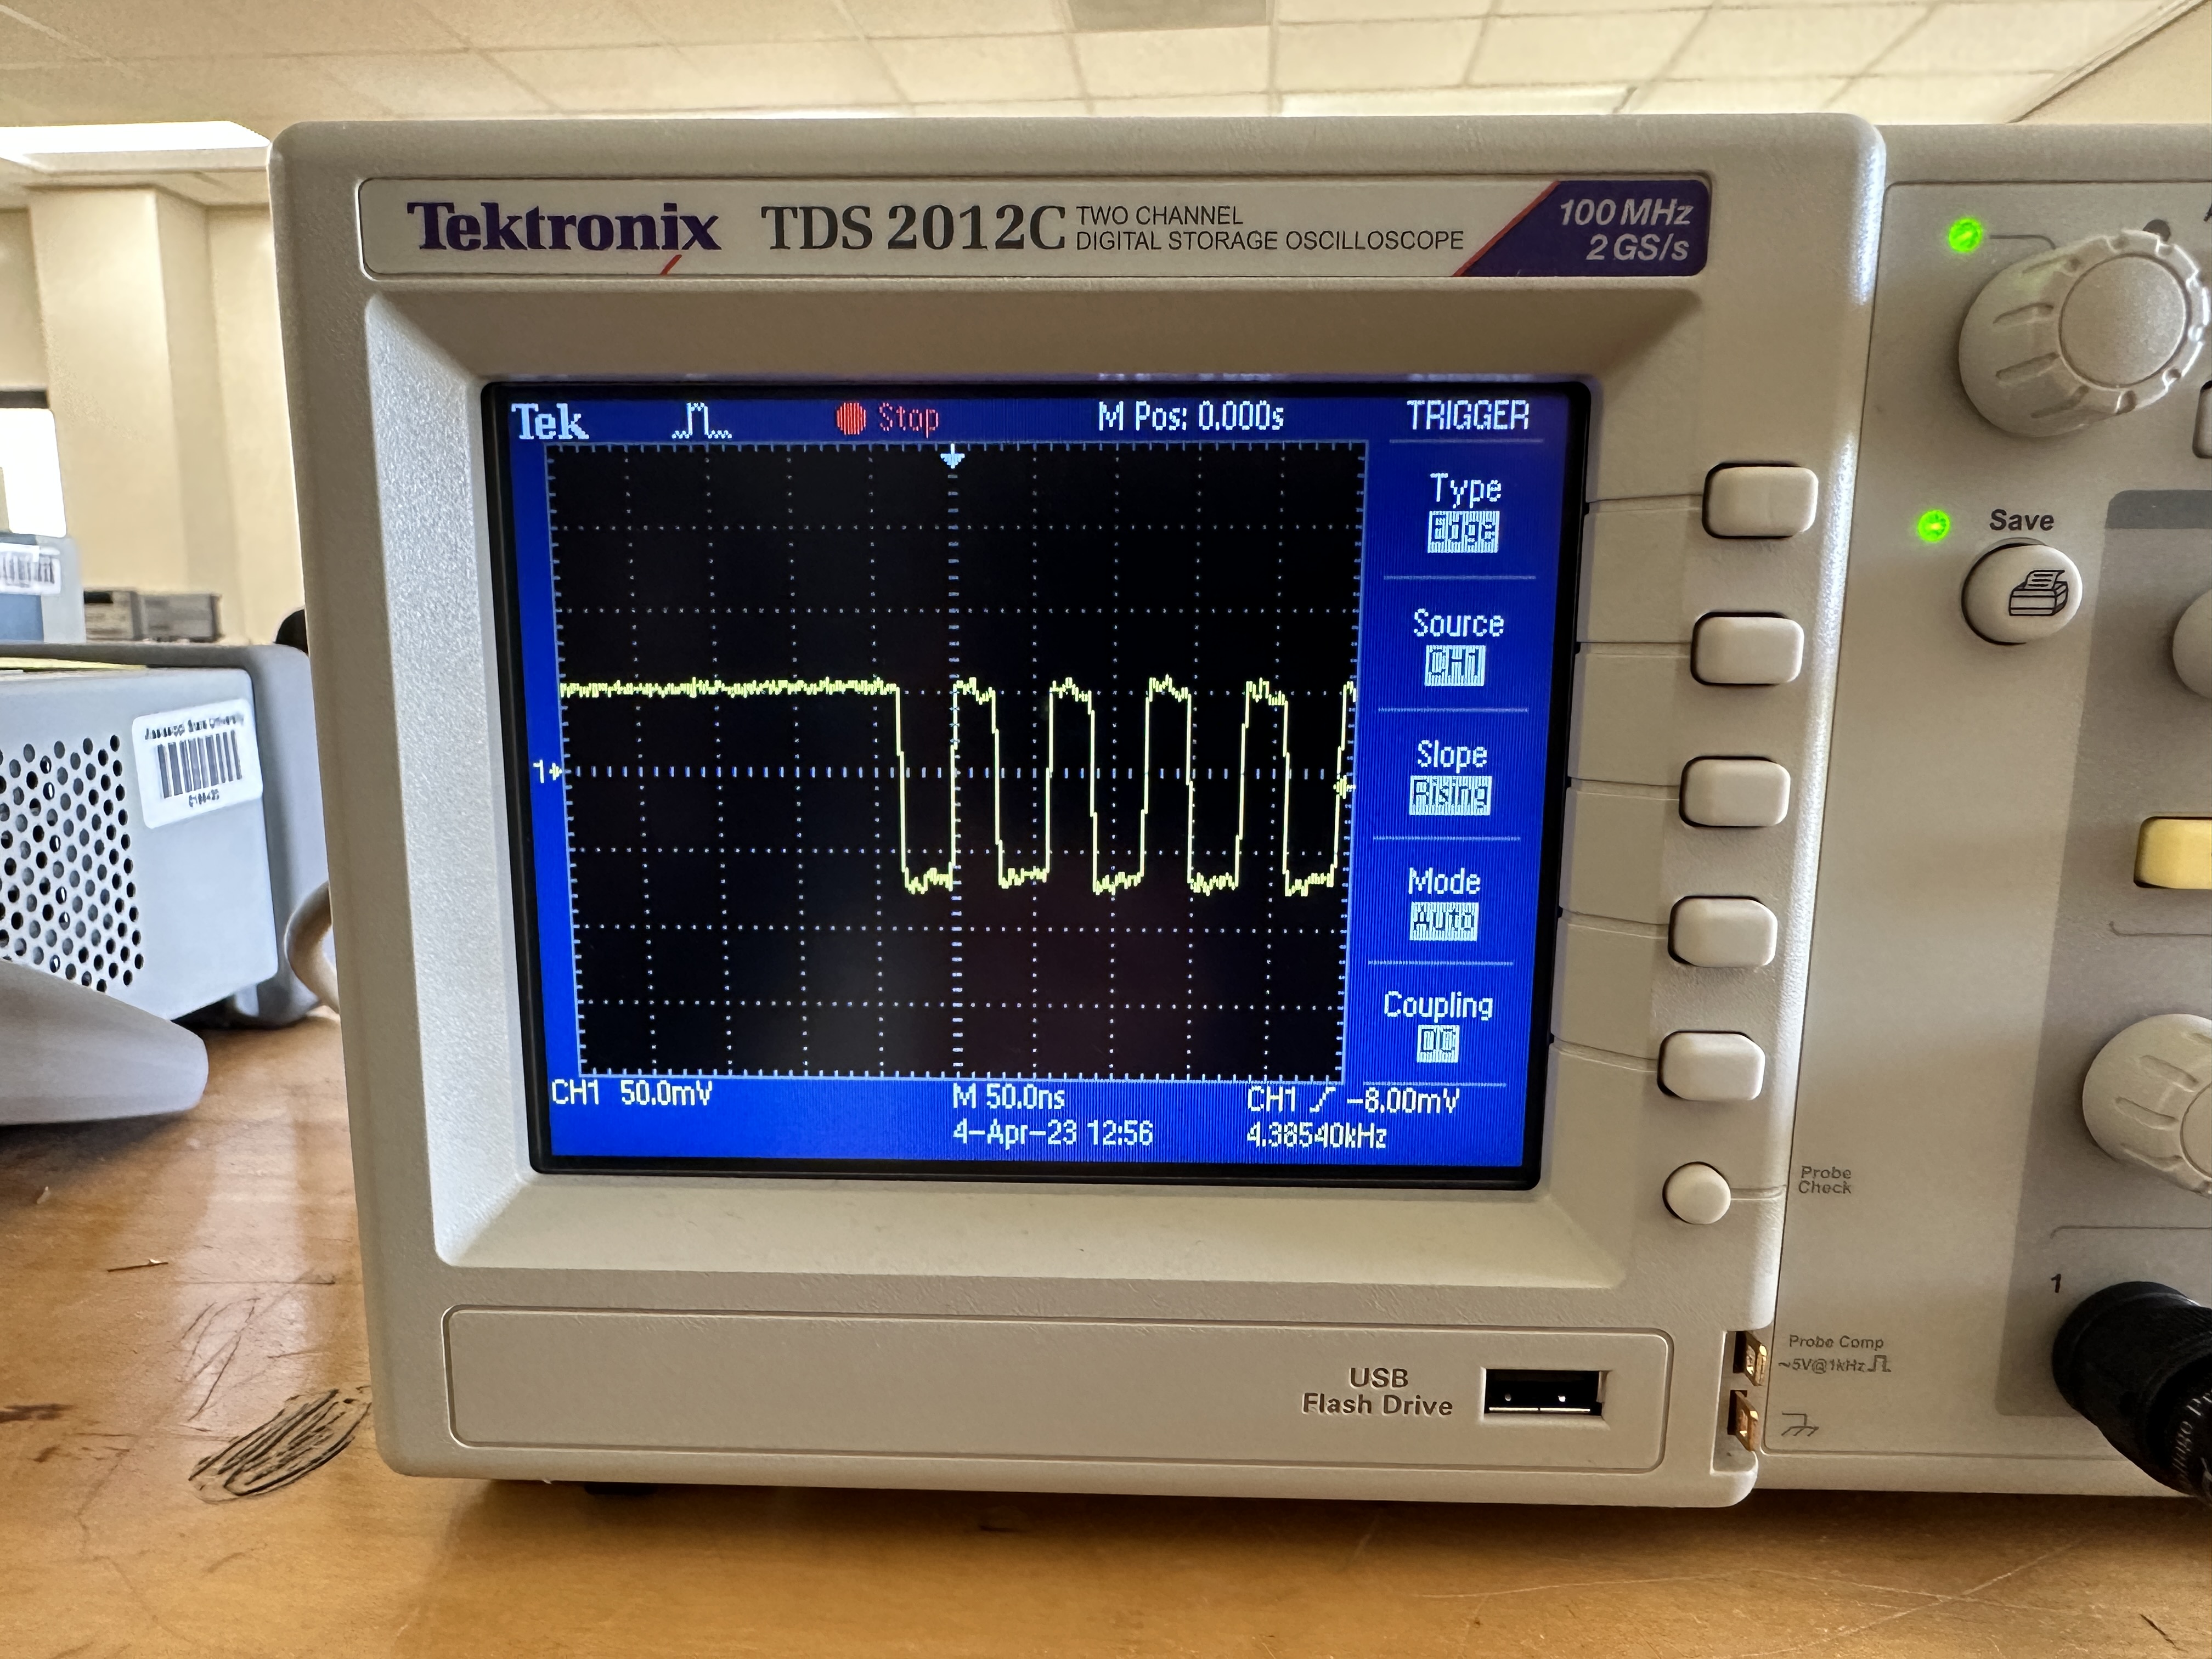 Tektronix TDS 2012C TWO CHANNEL
DIGITAL STORAGE OSCILLOSCOPE
100 MHz
2 GS/s
Tek Stop M Pos: 0.000s TRIGGER
Type
Edge
Source
CH1
Slope
Rising
Mode
Auto
Coupling
DC
1
CH1 50.0mV M 50.0ns CH1 -8.00mV
4-Apr-23 12:56 4.38540kHz
Save
Probe
Check
1
Probe Comp
~5V@1kHz
USB
Flash Drive